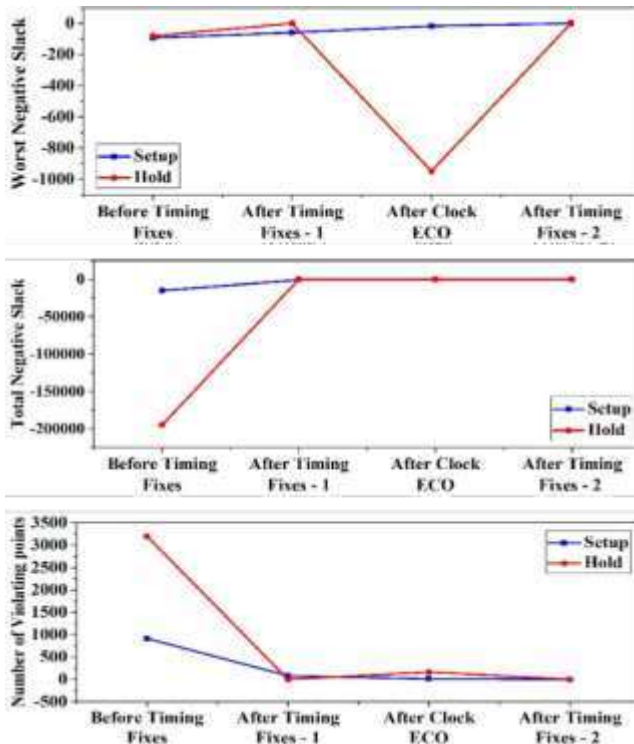 Worst Negative Slack
0
-200
-400
-600
-800
-1000
Setup
Hold
Before Timing Fixes
After Timing Fixes - 1
After Clock ECO
After Timing Fixes - 2
Total Negative Slack
0
-50000
-100000
-150000
-200000
Setup
Hold
Before Timing Fixes
After Timing Fixes - 1
After Clock ECO
After Timing Fixes - 2
Number of Violating points
3500
3000
2500
2000
1500
1000
500
0
-500
Setup
Hold
Before Timing Fixes
After Timing Fixes - 1
After Clock ECO
After Timing Fixes - 2